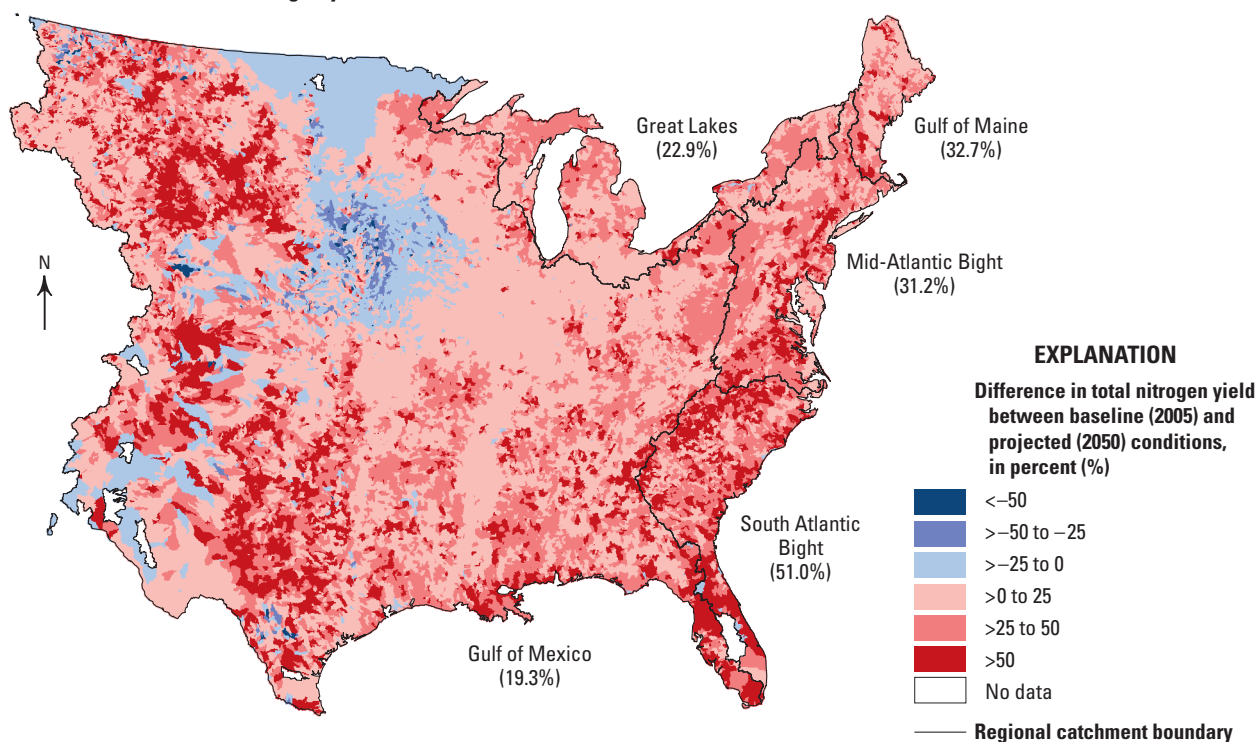 Great Lakes
(22.9%)
Gulf of Maine
(32.7%)
N
Mid-Atlantic Bight
(31.2%)
South Atlantic
Bight
(51.0%)
Gulf of Mexico
(19.3%)
EXPLANATION
Difference in total nitrogen yield
between baseline (2005) and
projected (2050) conditions,
in percent (%)
<–50
>–50 to –25
>–25 to 0
>0 to 25
>25 to 50
>50
No data
Regional catchment boundary